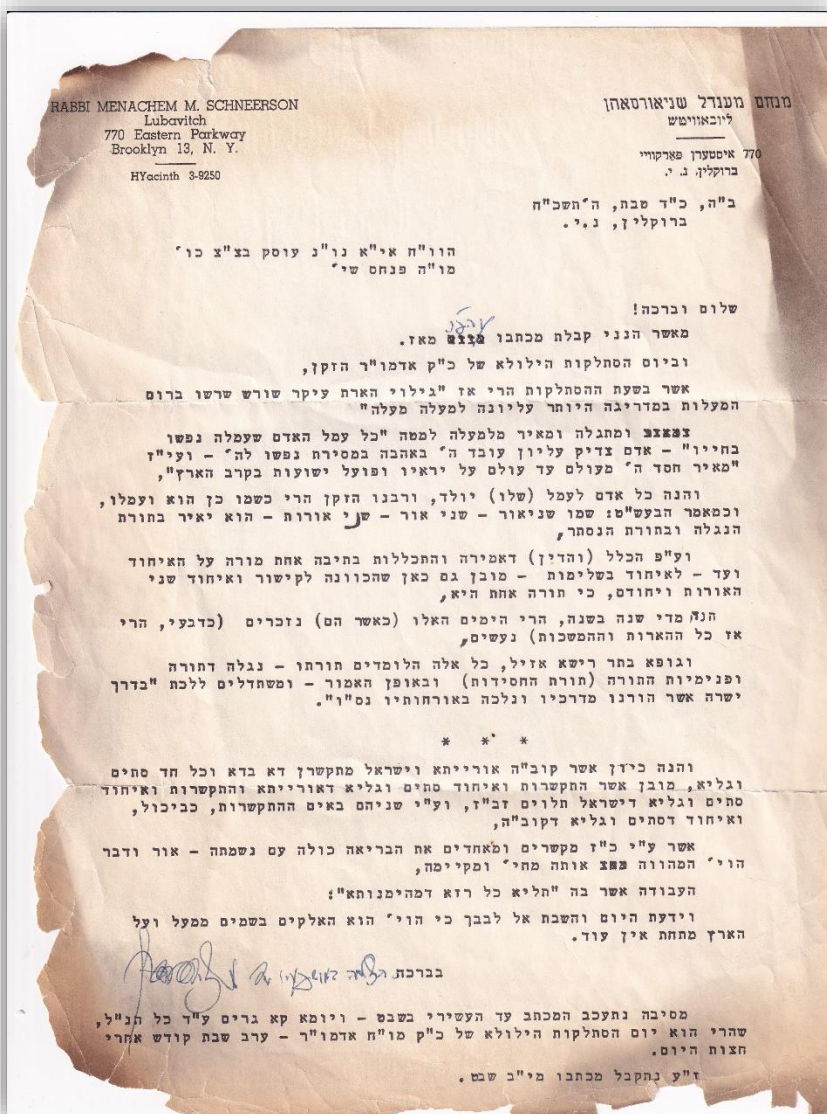 RABBI MENACHEM M. SCHNEERSON
Lubavitch
770 Eastern Parkway
Brooklyn 13, N. Y.
HYacinth 3-9250
מנחם מענדל שניאורסאהן
ליובאוויטש
770 איסטערן פארקוויי
ברוקלין, נ. י.
ב"ה, כ"ד טבת, ה'תשכ"ח
ברוקלין, נ.י.
הוו"ח אי"א נו"נ עוסק בצ"צ כו'
מו"ה פנחס שי'
שלום וברכה!
מאשר הנני קבלת מכתבו מאז.
וביום הסתלקות הילולא של כ"ק אדמו"ר הזקן,
אשר בשעת ההסתלקות הרי אז "גילוי הארת עיקר שורש שרשו ברום
המעלות במדריגה היותר עליונה למעלה מעלה"
ומתגלה ומאיר מלמעלה למטה "כל עמל האדם שעמלה נפשו
בחייו" - אדם צדיק עליון עובד ה' באהבה במסירת נפשו לה' - ועי"ז
"מאיר חסד ה' מעולם עד עולם על יראיו ופועל ישועות בקרב הארץ",
והנה כל אדם לעמל (שלו) יולד, ורבנו הזקן הרי כשמו כן הוא ועמלו,
וכמאמר הבעש"ט: שמו שניאור - שני אור - שני אורות - הוא יאיר בתורת
הנגלה ובתורת הנסתר,
וע"פ הכלל (והדין) דאמירה והתכללות בתיבה אחת מורה על האיחוד
ועד - לאיחוד בשלימות - מובן גם כאן שהכוונה לקישור ואיחוד שני
האורות ויחודם, כי תורה אחת היא,
הנה מדי שנה בשנה, הרי הימים האלו (כאשר הם) נזכרים (כדבעי, הרי
אז כל ההארות וההמשכות) נעשים,
וגופא בתר רישא אזיל, כל אלה הלומדים תורתו - נגלה דתורה
ופנימיות התורה (תורת החסידות) ובאופן האמור - ומשתדלים ללכת "בדרך
ישרה אשר הורנו מדרכיו ונלכה באורחותיו נס"ו".
* * *
והנה כידן אשר קוב"ה אורייתא וישראל מתקשרן דא בדא וכל חד סתים
וגליא, מובן אשר התקשרות ואיחוד סתים וגליא דאורייתא והתקשרות ואיחוד
סתים וגליא דישראל תלוים זב"ז, וע"י שניהם באים ההתקשרות, כביכול,
ואיחוד דסתים וגליא דקוב"ה,
אשר ע"י כ"ז מקשרים ומאחדים את הבריאה כולה עם נשמתה - אור ודבר
הוי' המהווה אותה מחי' ומקיימה,
העבודה אשר בה "תליא כל רזא דמהימנותא":
וידעת היום והשבת אל לבבך כי הוי' הוא האלקים בשמים ממעל ועל
הארץ מתחת אין עוד.
בברכת
מסיבה נתעכב המכתב עד העשירי בשבט - ויומא קא גרים ע"ד כל הנ"ל,
שהרי הוא יום הסתלקות הילולא של כ"ק מו"ח אדמו"ר - ערב שבת קודש אחרי
חצות היום.
ז"ע נתקבל מכתבו מי"ב שבט.